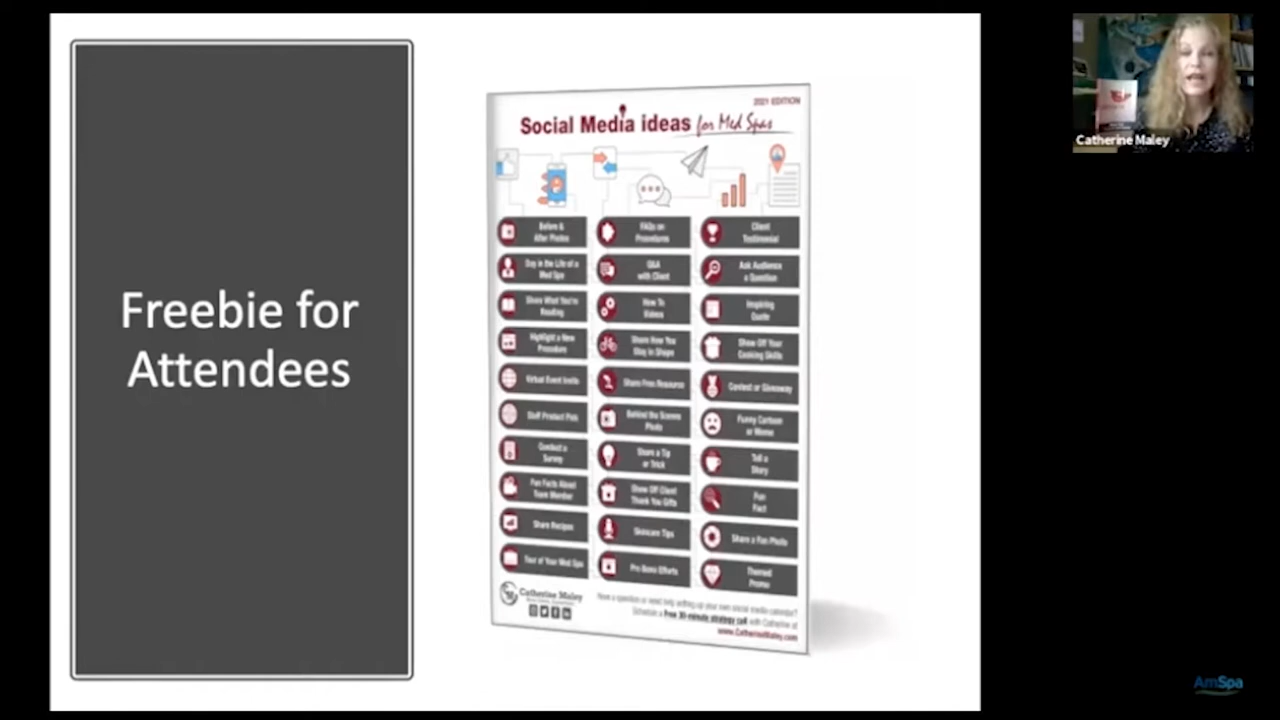 Freebie for
Attendees
2021 EDITION
Social Media ideas for Med Spas
Before &
After Photos
FAQs on
Procedures
Client
Testimonial
Day in the Life of a
Med Spa
Q&A
with Client
Ask Audience
a Question
Share What You're
Reading
How To
Videos
Inspiring
Quote
Highlight a New
Procedure
Share How You
Stay in Shape
Show Off Your
Cooking Skills
Virtual Event Invite
Share Free Resource
Contest or Giveaway
Staff Product Pick
Behind the Scenes
Photo
Funny Cartoon
or Meme
Conduct a
Survey
Share a Tip
or Trick
Tell a
Story
Fun Facts About
Team Member
Show Off Client
Thank You Gifts
Fun
Fact
Share Recipes
Skincare Tips
Share a Fan Photo
Tour of Your Med Spa
Pro Bono Efforts
Themed
Promo
Catherine Maley
Have a question or need help setting up your own social media calendar?
Schedule a free 30-minute strategy call with Catherine at
www.CatherineMaley.com
Catherine Maley
AmSpa